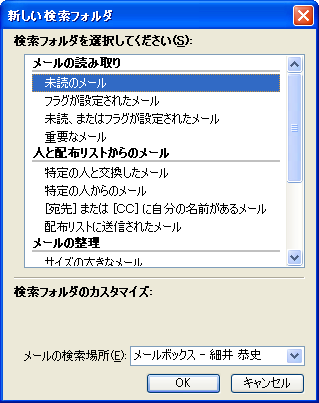 新しい検索フォルダ
検索フォルダを選択してください(S):
メールの読み取り
未読のメール
フラグが設定されたメール
未読、またはフラグが設定されたメール
重要なメール
人と配布リストからのメール
特定の人と交換したメール
特定の人からのメール
[宛先] または [CC] に自分の名前があるメール
配布リストに送信されたメール
メールの整理
サイズの大きなメール
検索フォルダのカスタマイズ:
メールの検索場所(E): メールボックス - 細井 恭史
OK キャンセル